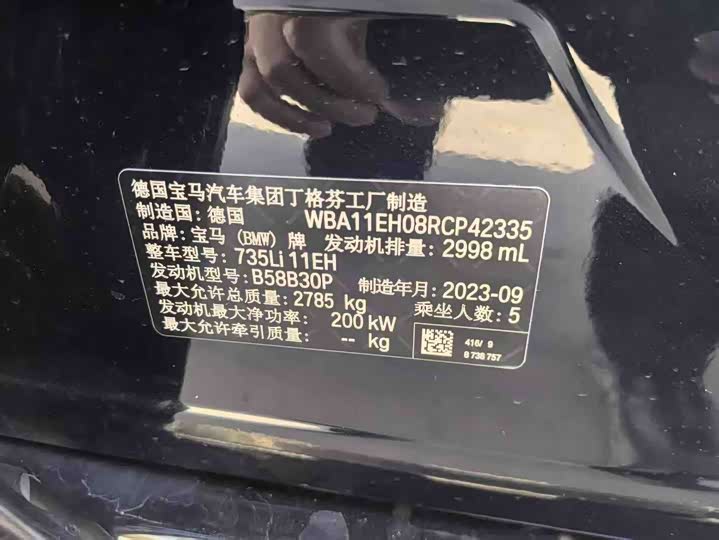 德国宝马汽车集团丁格芬工厂制造
制造国：德国 WBA11EH08RCP42335
品牌：宝马 (BMW) 牌 发动机排量：2998 mL
整车型号：735Li 11EH
发动机型号：B58B30P 制造年月：2023-09
最大允许总质量：2785 kg 乘坐人数：5
发动机最大净功率： 200 kW
最大允许牵引质量： -- kg
416/ 9
8 738 757